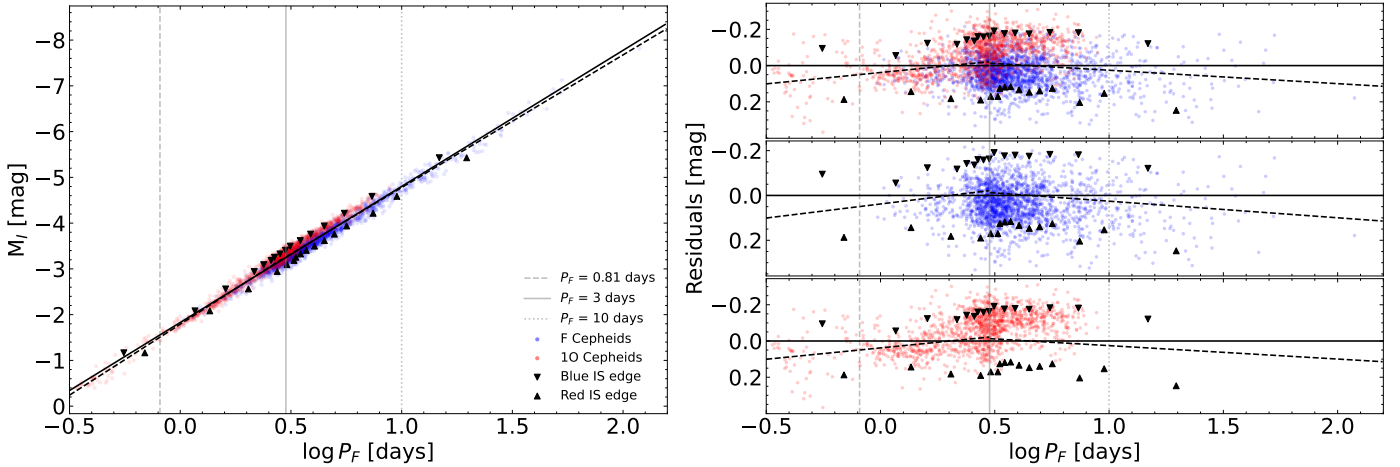 M_I [mag]
−8
−7
−6
−5
−4
−3
−2
−1
0
−0.5 0.0 0.5 1.0 1.5 2.0
log P_F [days]
P_F = 0.81 days
P_F = 3 days
P_F = 10 days
F Cepheids
1O Cepheids
Blue IS edge
Red IS edge
Residuals [mag]
−0.2
0.0
0.2
−0.2
0.0
0.2
−0.2
0.0
0.2
−0.5 0.0 0.5 1.0 1.5 2.0
log P_F [days]